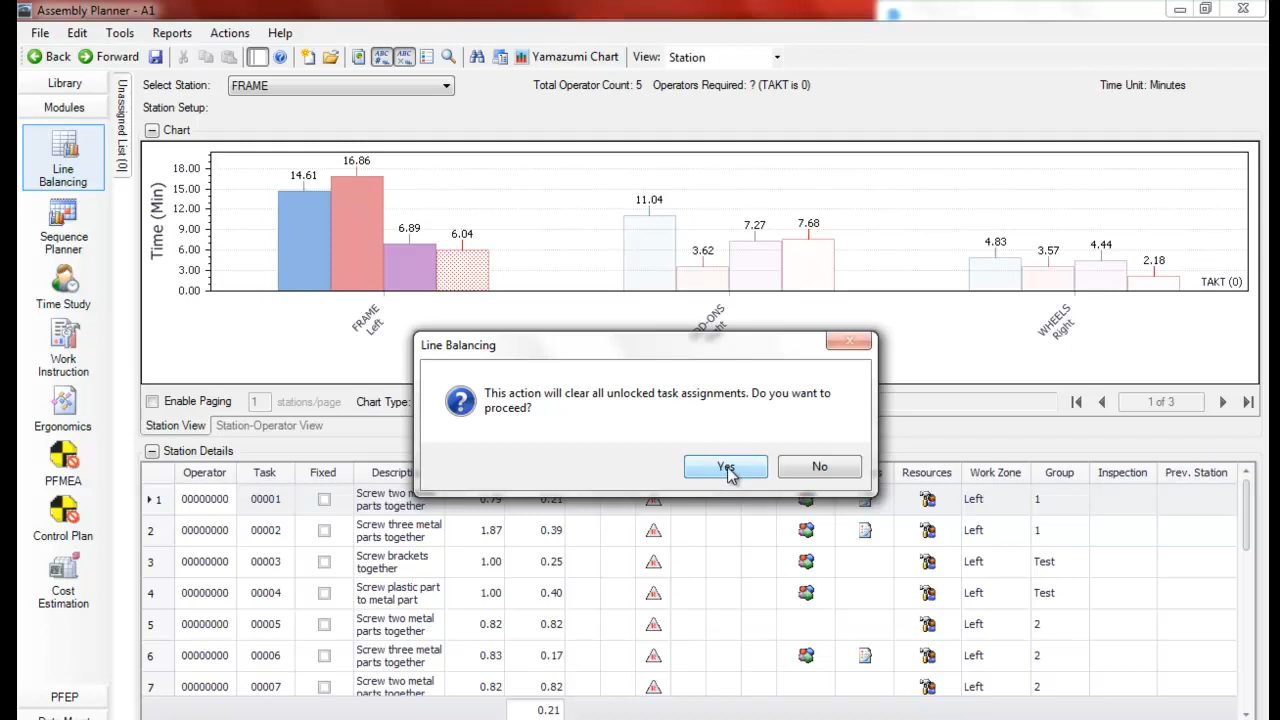 Assembly Planner - A1
File Edit Tools Reports Actions Help
Back Forward Yamazumi Chart View: Station
Library
Modules
Line
Balancing
Sequence
Planner
Time Study
Work
Instruction
Ergonomics
PFMEA
Control Plan
Cost
Estimation
PFEP
Unassigned List (0)
Select Station: FRAME Total Operator Count: 5 Operators Required: ? (TAKT is 0) Time Unit: Minutes
Station Setup:
Chart
Time (Min)
18.00
15.00
12.00
9.00
6.00
3.00
0.00
14.61 16.86 6.89 6.04 11.04 3.62 7.27 7.68 4.83 3.57 4.44 2.18
TAKT (0)
FRAME
Left
WHEELS
Right
Line Balancing
This action will clear all unlocked task assignments. Do you want to
proceed?
Yes No
Enable Paging 1 stations/page Chart Type: 1 of 3
Station View Station-Operator View
Station Details
Operator Task Fixed Resources Work Zone Group Inspection Prev. Station
1 00000000 00001 Screw two 0.79 0.21 Left 1
parts together
2 00000000 00002 Screw three metal 1.87 0.39 Left 1
parts together
3 00000000 00003 Screw brackets 1.00 0.25 Left Test
together
4 00000000 00004 Screw plastic part 1.00 0.40 Left Test
to metal part
5 00000000 00005 Screw two metal 0.82 0.82 Left 2
parts together
6 00000000 00006 Screw three metal 0.83 0.17 Left 2
parts together
7 00000000 00007 Screw two metal 0.82 0.82 Left 2
parts together
0.21